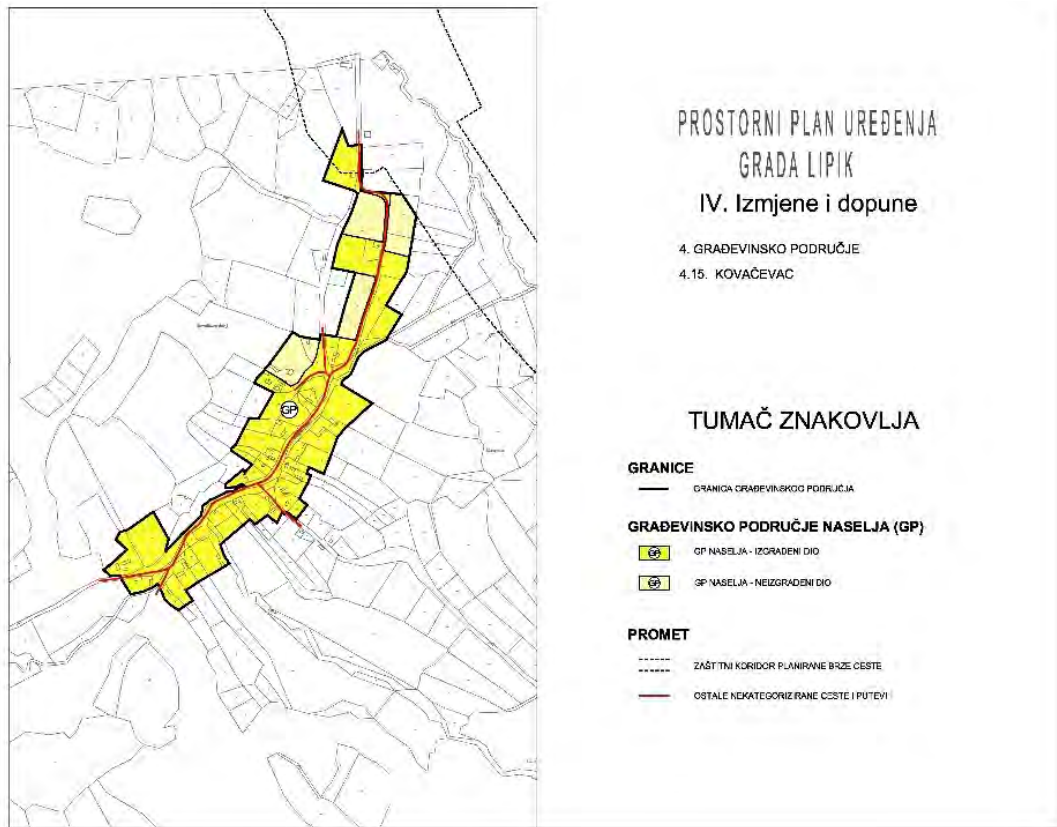 PROSTORNI PLAN UREĐENJA
GRADA LIPIK
IV. Izmjene i dopune
4. GRAĐEVINSKO PODRUČJE
4.15. KOVAČEVAC
TUMAČ ZNAKOVLJA
GRANICE
GRANICA GRAĐEVINSKOG PODRUČJA
GRAĐEVINSKO PODRUČJE NASELJA (GP)
GP
GP NASELJA - IZGRAĐENI DIO
GP
GP NASELJA - NEIZGRAĐENI DIO
PROMET
ZAŠTITNI KORIDOR PLANIRANE BRZE CESTE
OSTALE NEKATEGORIZIRANE CESTE I PUTEVI
GP